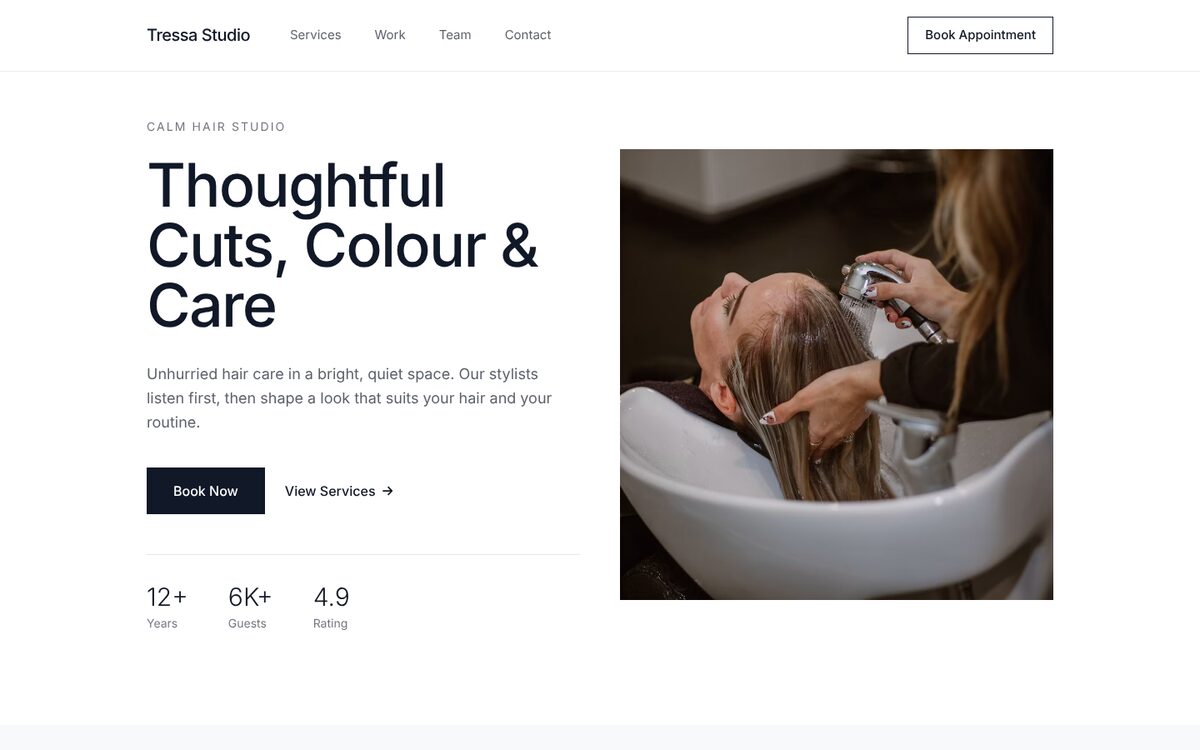 Tressa Studio
Services
Work
Team
Contact
Book Appointment
CALM HAIR STUDIO
Thoughtful
Cuts, Colour &
Care
Unhurried hair care in a bright, quiet space. Our stylists
listen first, then shape a look that suits your hair and your
routine.
Book Now
View Services →
12+
Years
6K+
Guests
4.9
Rating